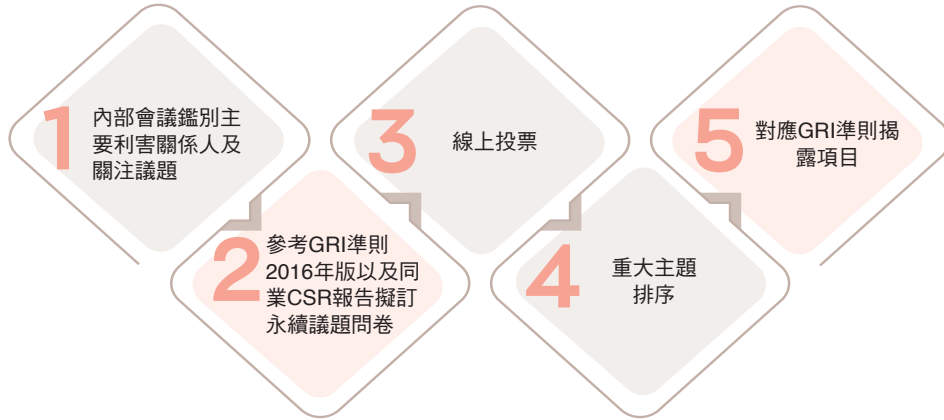 1
內部會議鑑別主
要利害關係人及
關注議題
2
參考GRI準則
2016年版以及同
業CSR報告擬訂
永續議題問卷
3
線上投票
4
重大主題
排序
5
對應GRI準則揭
露項目